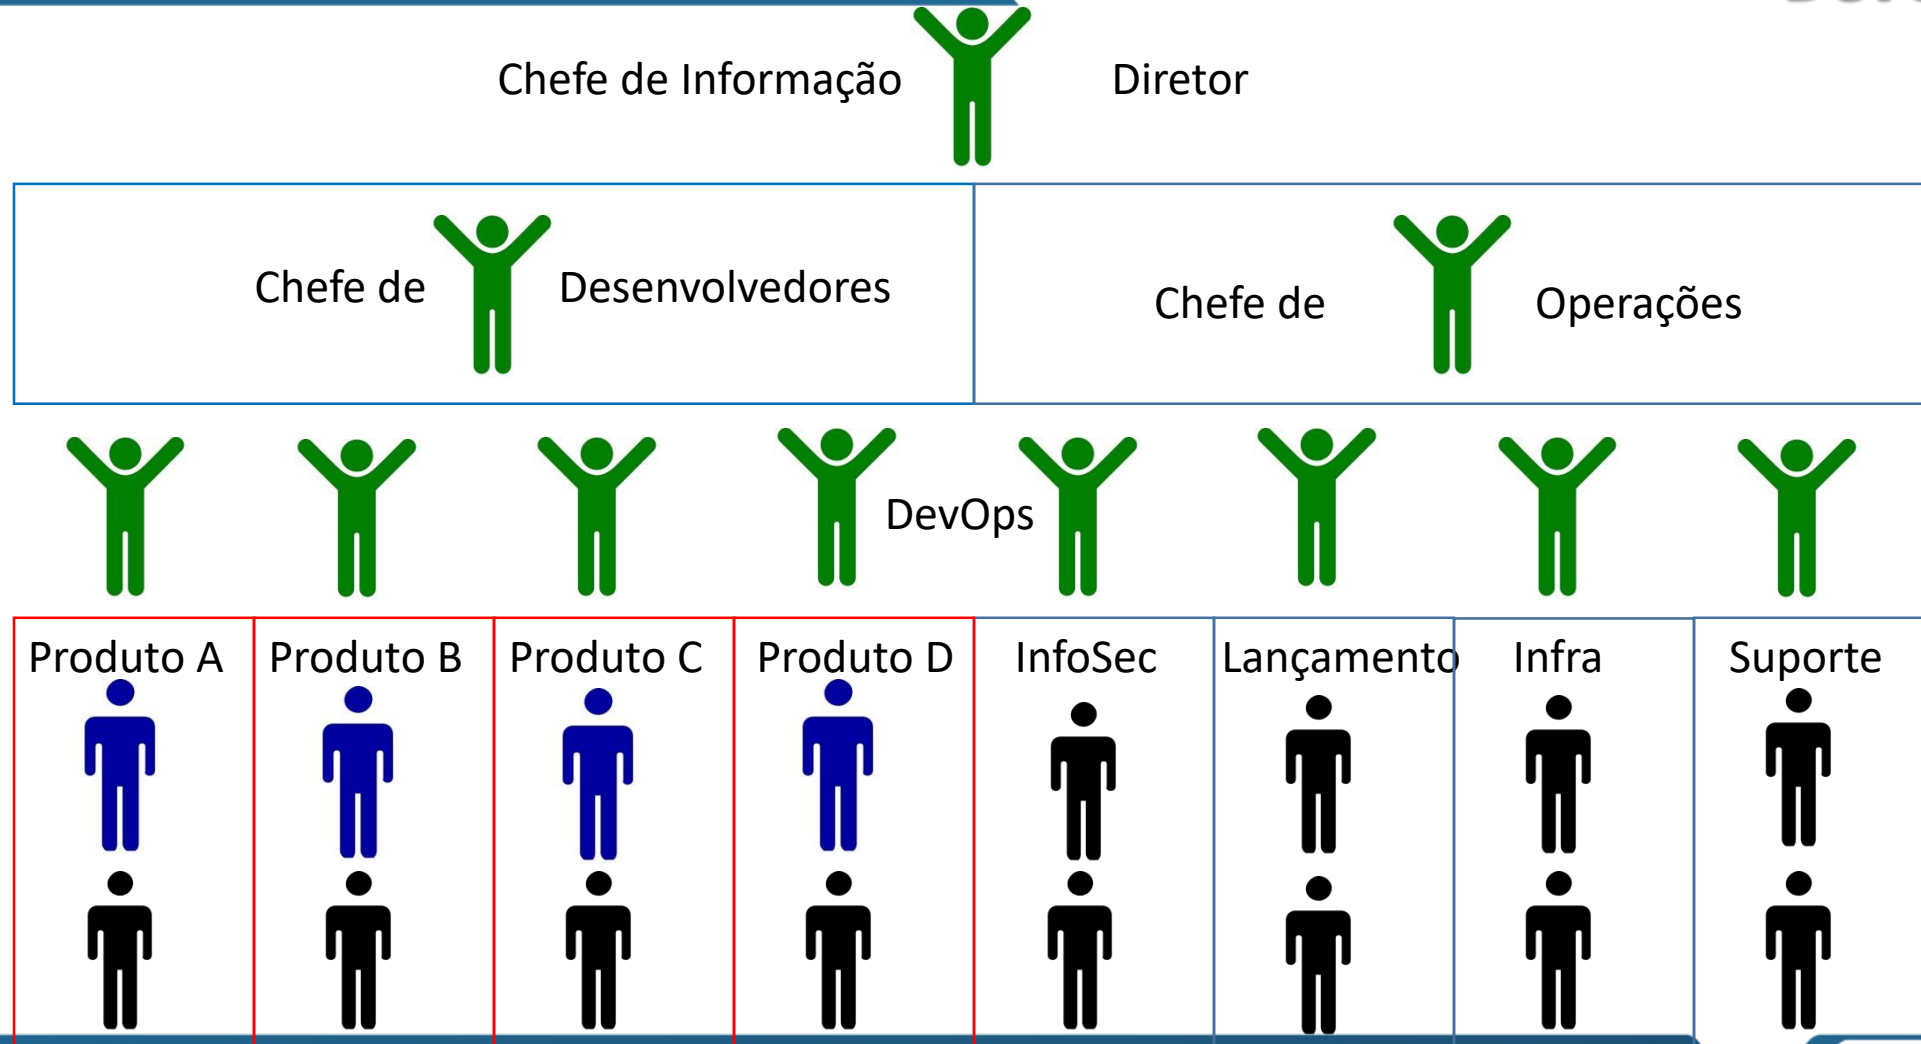 Chefe de Informação Diretor
Chefe de Desenvolvedores
Chefe de Operações
DevOps
Produto A Produto B Produto C Produto D InfoSec Lançamento Infra Suporte